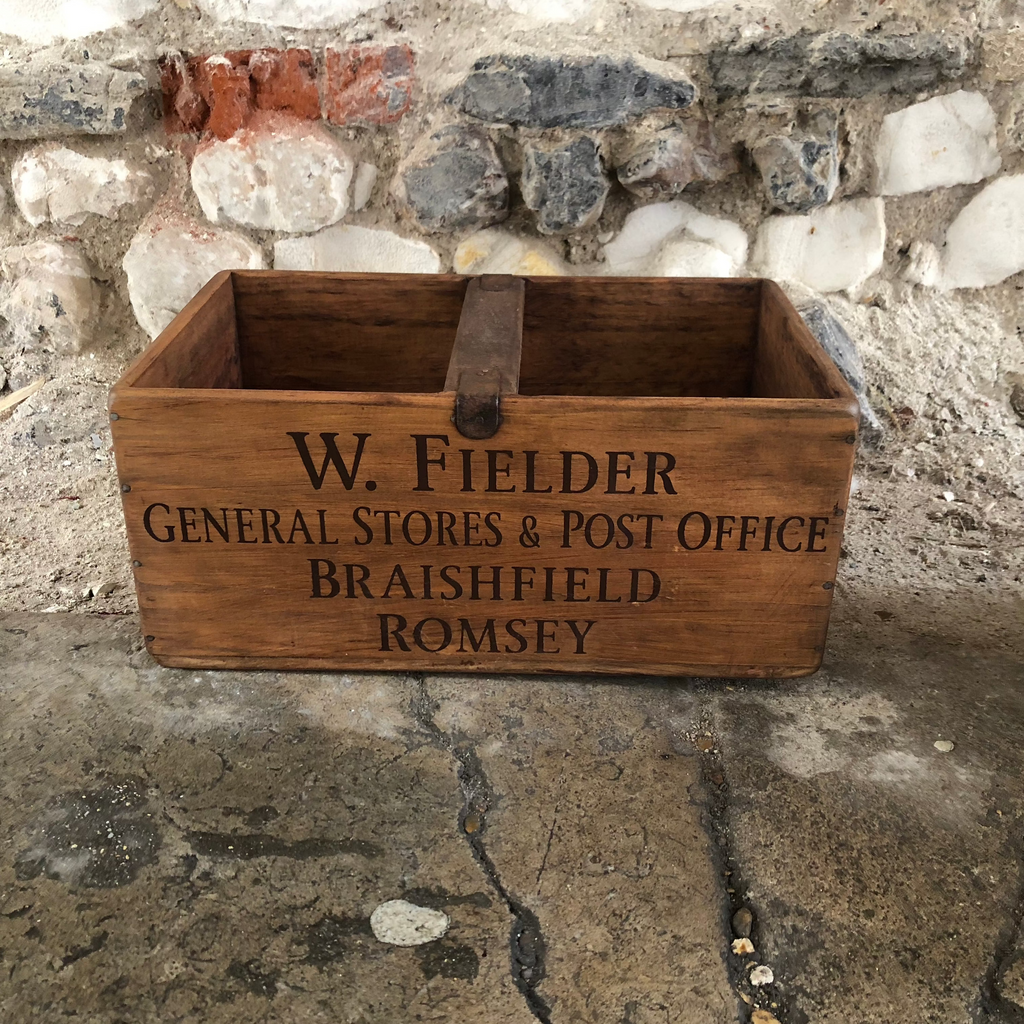 W. FIELDER
GENERAL STORES & POST OFFICE
BRAISHFIELD
ROMSEY